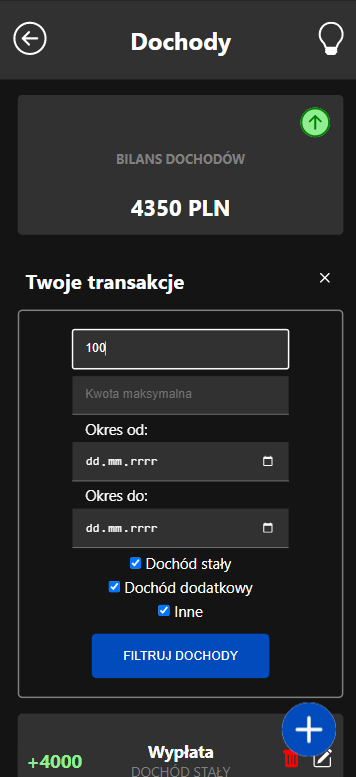 Dochody
BILANS DOCHODÓW
4350 PLN
Twoje transakcje
100
Kwota maksymalna
Okres od:
dd.mm.rrrr
Okres do:
dd.mm.rrrr
Dochód stały
Dochód dodatkowy
Inne
FILTRUJ DOCHODY
Wypłata
+4000
DOCHÓD STAŁY